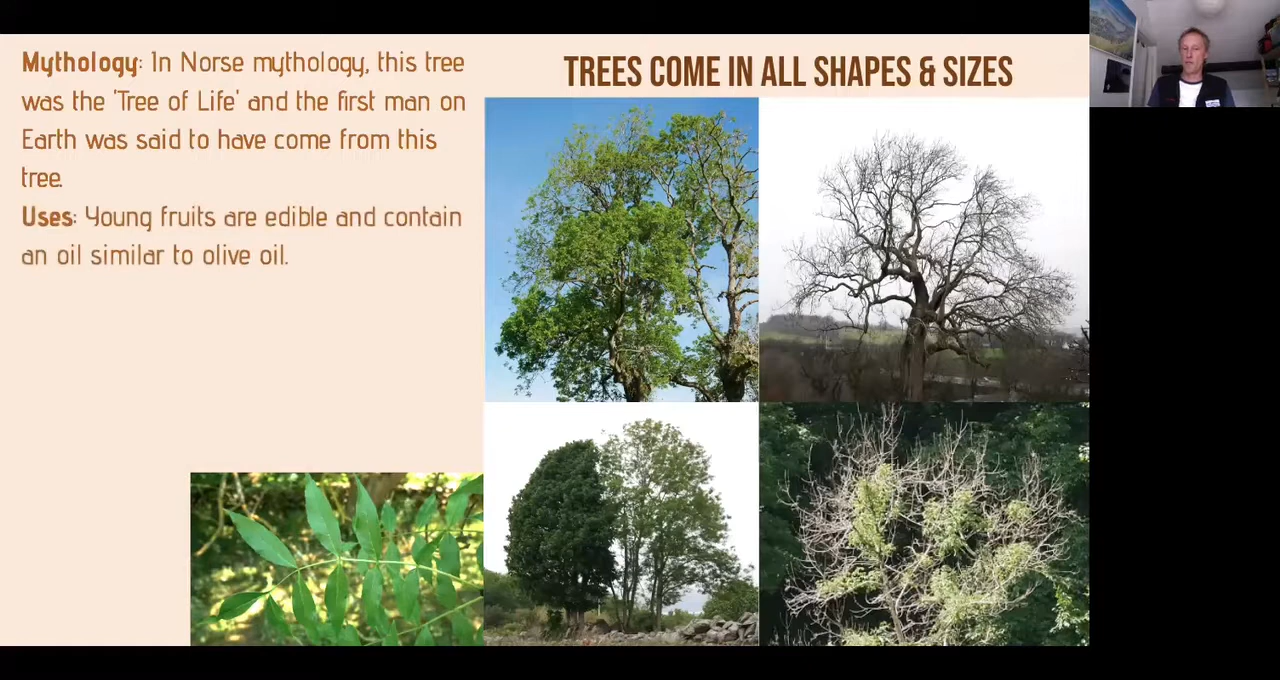 Mythology: In Norse mythology, this tree
was the 'Tree of Life' and the first man on
Earth was said to have come from this
tree.
Uses: Young fruits are edible and contain
an oil similar to olive oil.
TREES COME IN ALL SHAPES & SIZES